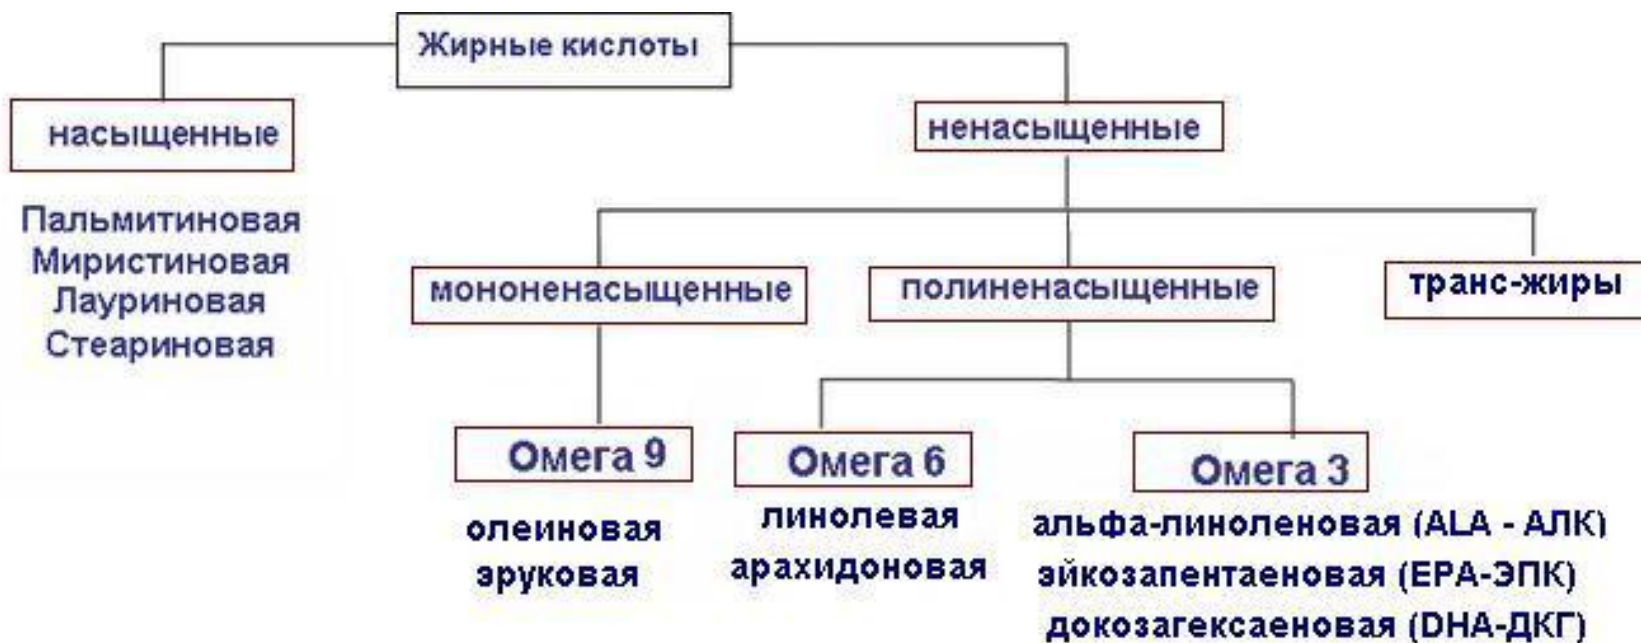 Жирные кислоты
насыщенные
ненасыщенные
Пальмитиновая
Миристиновая
Лауриновая
Стеариновая
мононенасыщенные
полиненасыщенные
транс-жиры
Омега 9
Омега 6
Омега 3
олеиновая
эруковая
линолевая
арахидоновая
альфа-линоленовая (ALA - АЛК)
эйкозапентаеновая (EPA-ЭПК)
докозагексаеновая (DHA-ДКГ)